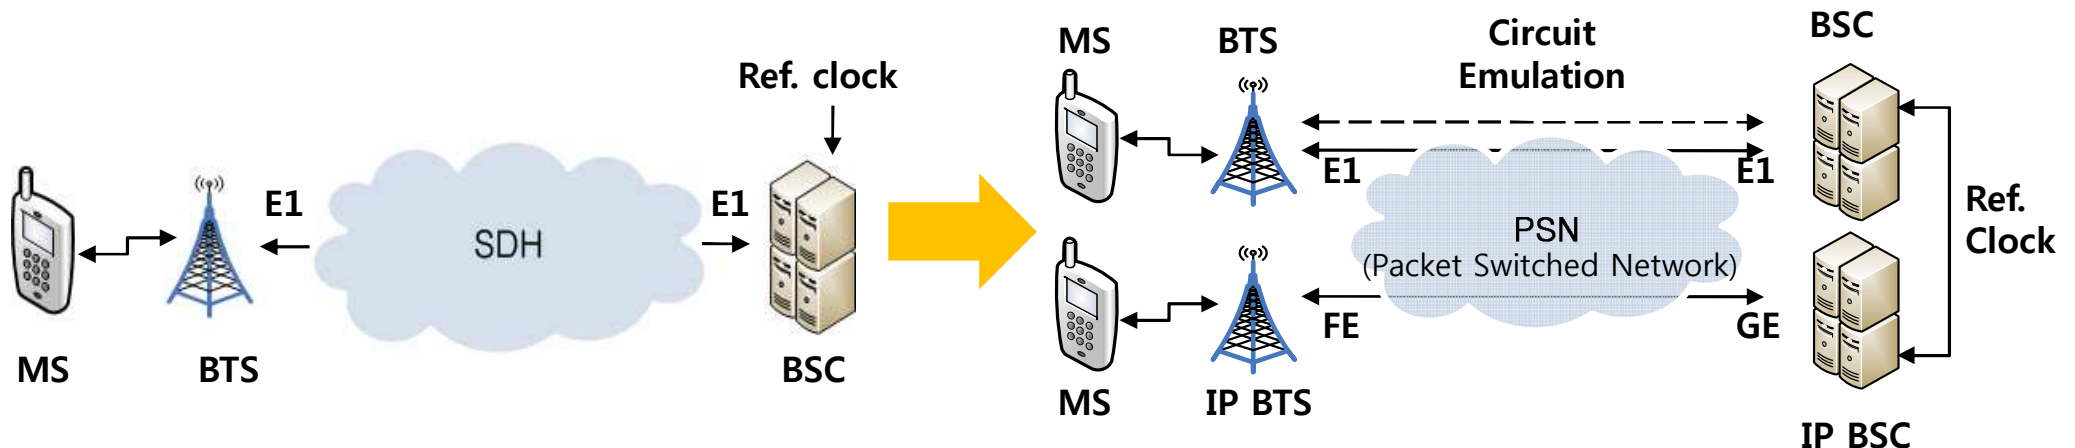 Ref. clock
E1
SDH
E1
MS
BTS
BSC
MS
BTS
Circuit
Emulation
BSC
E1
E1
PSN
(Packet Switched Network)
Ref.
Clock
FE
GE
MS
IP BTS
IP BSC